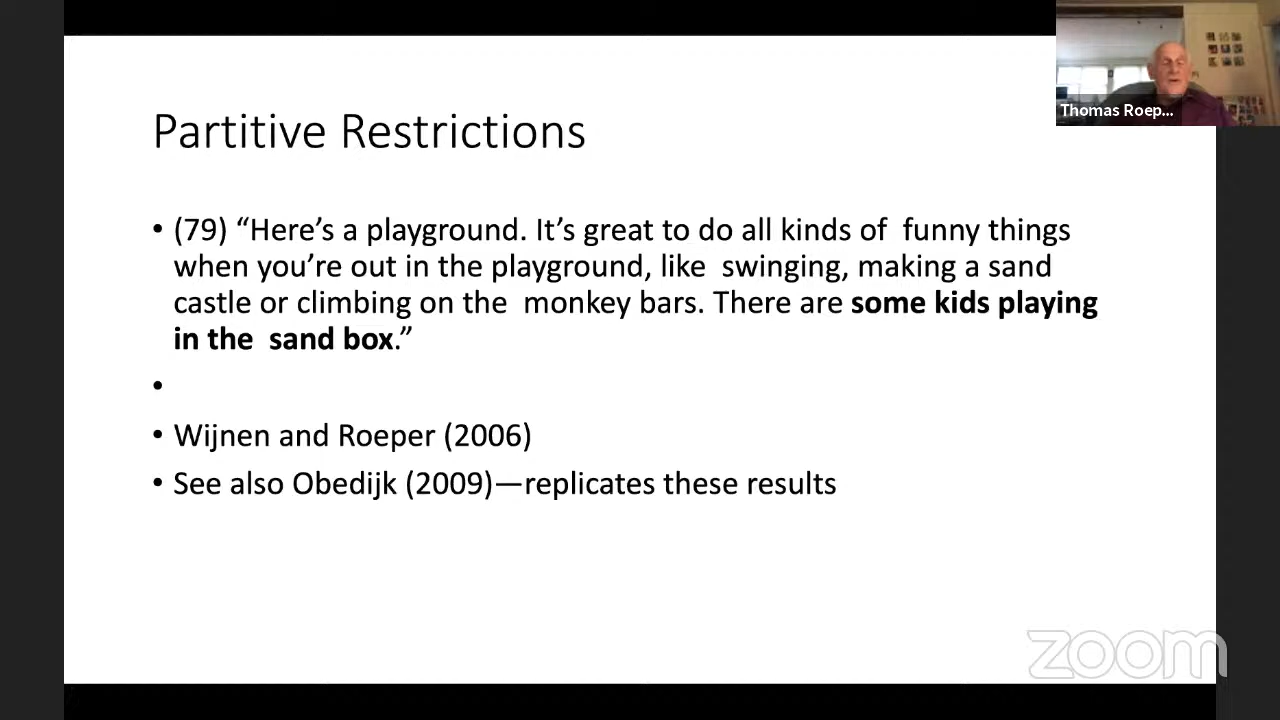 Thomas Roep...
Partitive Restrictions
• (79) “Here’s a playground. It’s great to do all kinds of funny things
when you’re out in the playground, like swinging, making a sand
castle or climbing on the monkey bars. There are some kids playing
in the sand box.”
•
• Wijnen and Roeper (2006)
• See also Obedijk (2009)—replicates these results
zoom